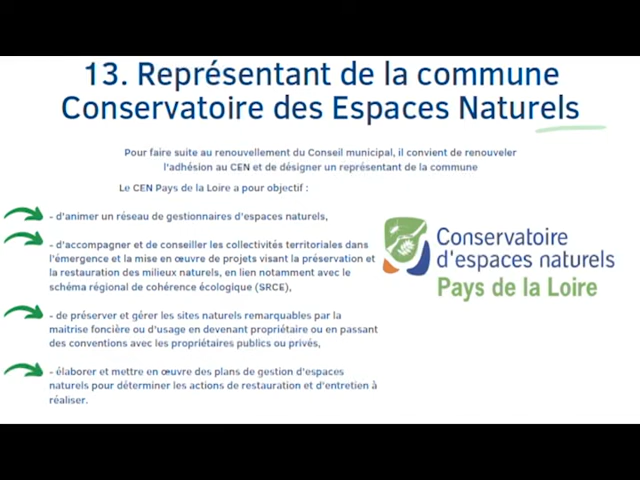 13. Représentant de la commune
Conservatoire des Espaces Naturels
Pour faire suite au renouvellement du Conseil municipal, il convient de renouveler
l'adhésion au CEN et de désigner un représentant de la commune
Le CEN Pays de la Loire a pour objectif :
- d'animer un réseau de gestionnaires d'espaces naturels,
- d'accompagner et de conseiller les collectivités territoriales dans
l'émergence et la mise en œuvre de projets visant la préservation et
la restauration des milieux naturels, en lien notamment avec le
schéma régional de cohérence écologique (SRCE),
- de préserver et gérer les sites naturels remarquables par la
maitrise foncière ou d'usage en devenant propriétaire ou en passant
des conventions avec les propriétaires publics ou privés,
- élaborer et mettre en œuvre des plans de gestion d'espaces
naturels pour déterminer les actions de restauration et d'entretien à
réaliser.
Conservatoire
d'espaces naturels
Pays de la Loire